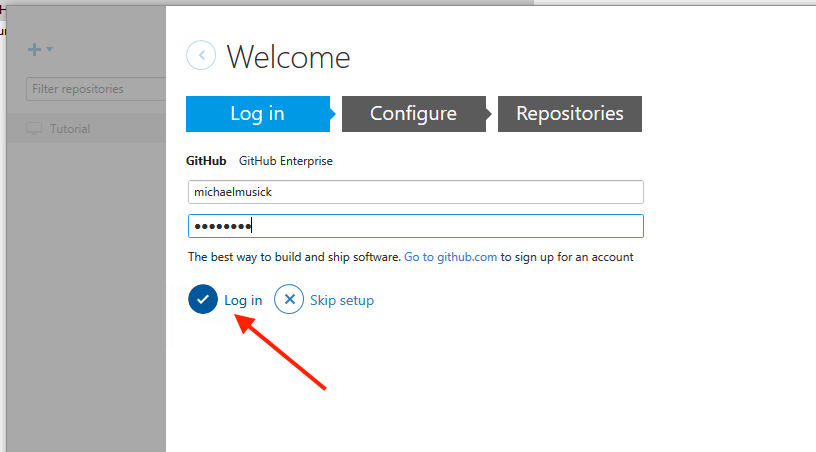 Welcome
Filter repositories
Tutorial
Log in
Configure
Repositories
GitHub
GitHub Enterprise
michaelmusick
••••••••
The best way to build and ship software. Go to github.com to sign up for an account
Log in
Skip setup